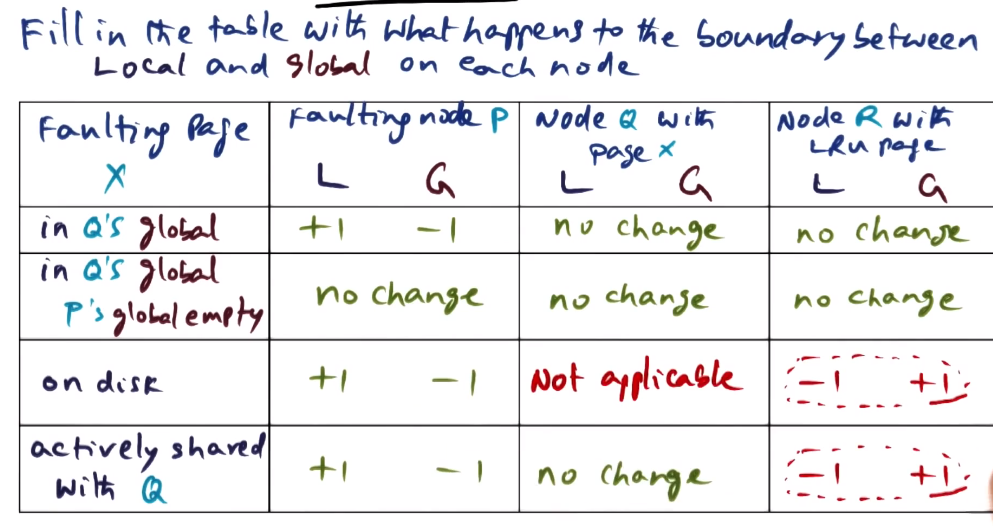 Fill in the table with what happens to the boundary between
Local and global on each node
Faulting Page
X
Faulting node P
L G
Node Q with
page X
L G
Node R with
LRU page
L G
in Q's global
+1 -1
no change
no change
in Q's global
P's global empty
no change
no change
no change
on disk
+1 -1
Not applicable
-1 +1
actively shared
with Q
+1 -1
no change
-1 +1